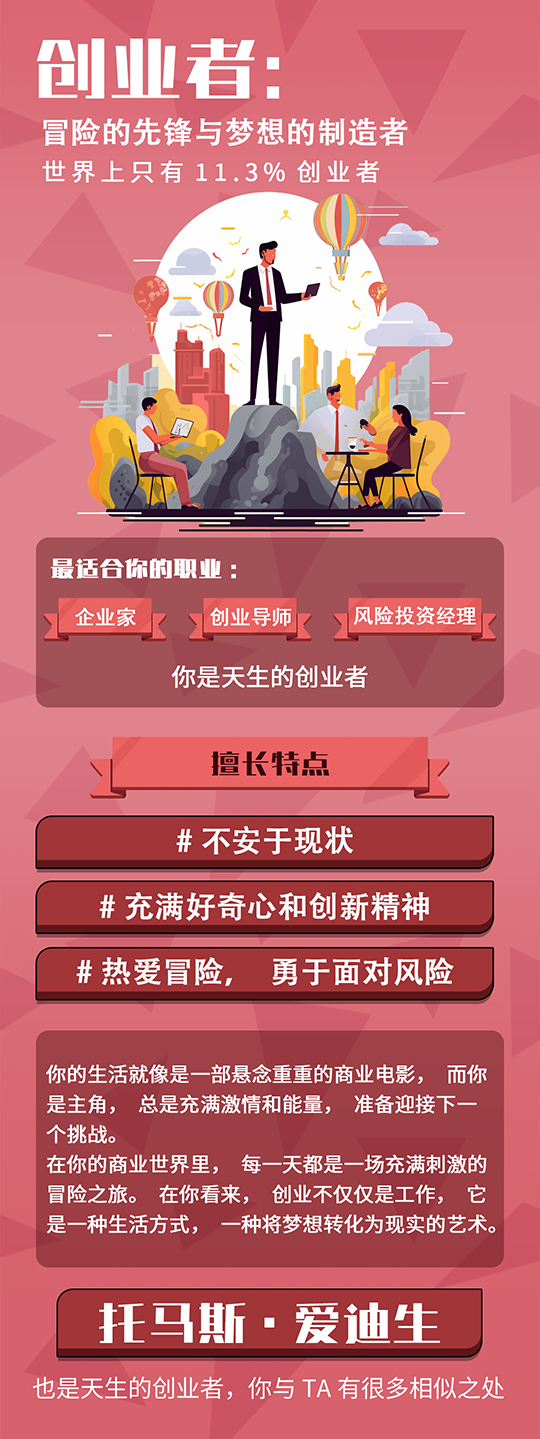 创业者：
冒险的先锋与梦想的制造者
世界上只有 11.3% 创业者
最适合你的职业：
企业家
创业导师
风险投资经理
你是天生的创业者
擅长特点
# 不安于现状
# 充满好奇心和创新精神
# 热爱冒险， 勇于面对风险
你的生活就像是一部悬念重重的商业电影， 而你
是主角， 总是充满激情和能量， 准备迎接下一
个挑战。
在你的商业世界里， 每一天都是一场充满刺激的
冒险之旅。 在你看来， 创业不仅仅是工作， 它
是一种生活方式， 一种将梦想转化为现实的艺术。
托马斯·爱迪生
也是天生的创业者，你与 TA 有很多相似之处